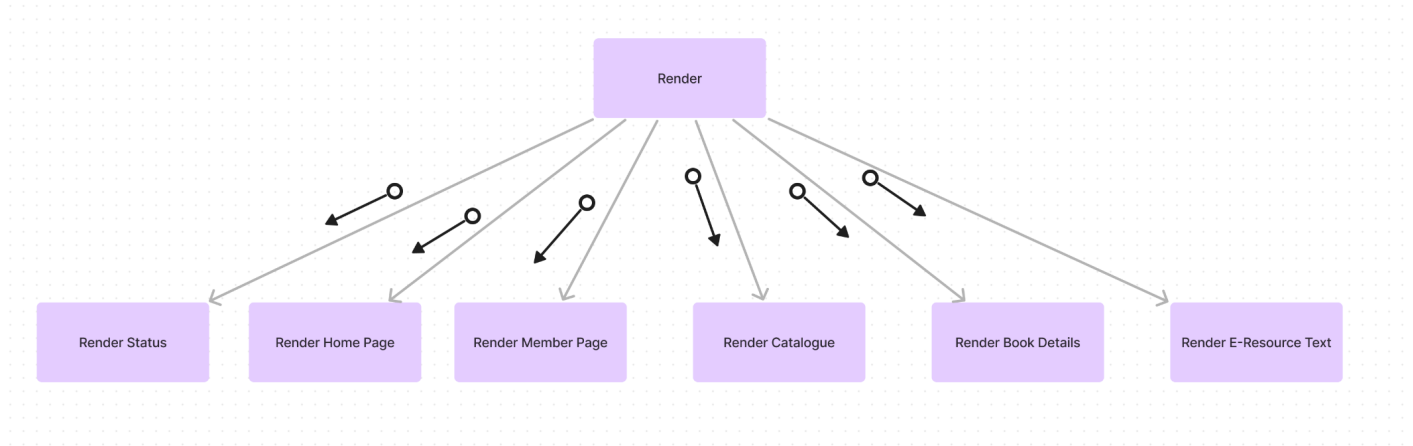 Render
Render Status
Render Home Page
Render Member Page
Render Catalogue
Render Book Details
Render E-Resource Text